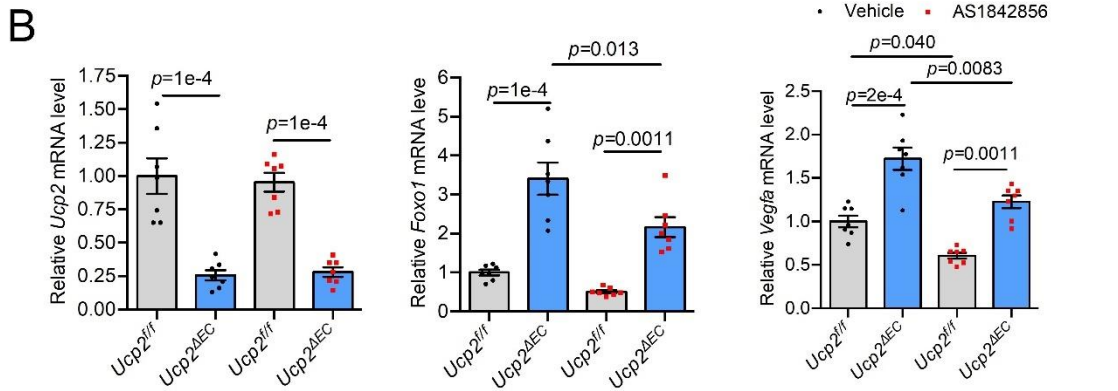 B
• Vehicle ▪ AS1842856
Relative Ucp2 mRNA level
1.75
1.50
1.25
1.00
0.75
0.50
0.25
0.00
p=1e-4
p=1e-4
Ucp2f/f
Ucp2ΔEC
Ucp2f/f
Ucp2ΔEC
Relative Foxo1 mRNA leve
6
5
4
3
2
1
0
p=0.013
p=1e-4
p=0.0011
Ucp2f/f
Ucp2ΔEC
Ucp2f/f
Ucp2ΔEC
Relative Vegfa mRNA level
2.5
2.0
1.5
1.0
0.5
0.0
p=0.040
p=0.0083
p=2e-4
p=0.0011
Ucp2f/f
Ucp2ΔEC
Ucp2f/f
Ucp2ΔEC